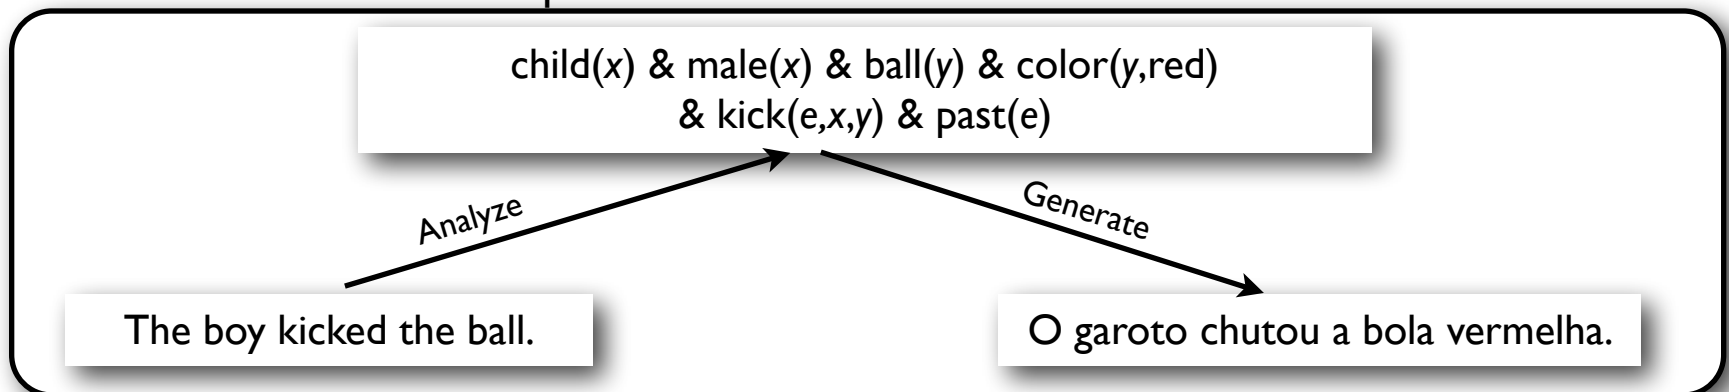 child(x) & male(x) & ball(y) & color(y,red)
& kick(e,x,y) & past(e)
Analyze
Generate
The boy kicked the ball.
O garoto chutou a bola vermelha.